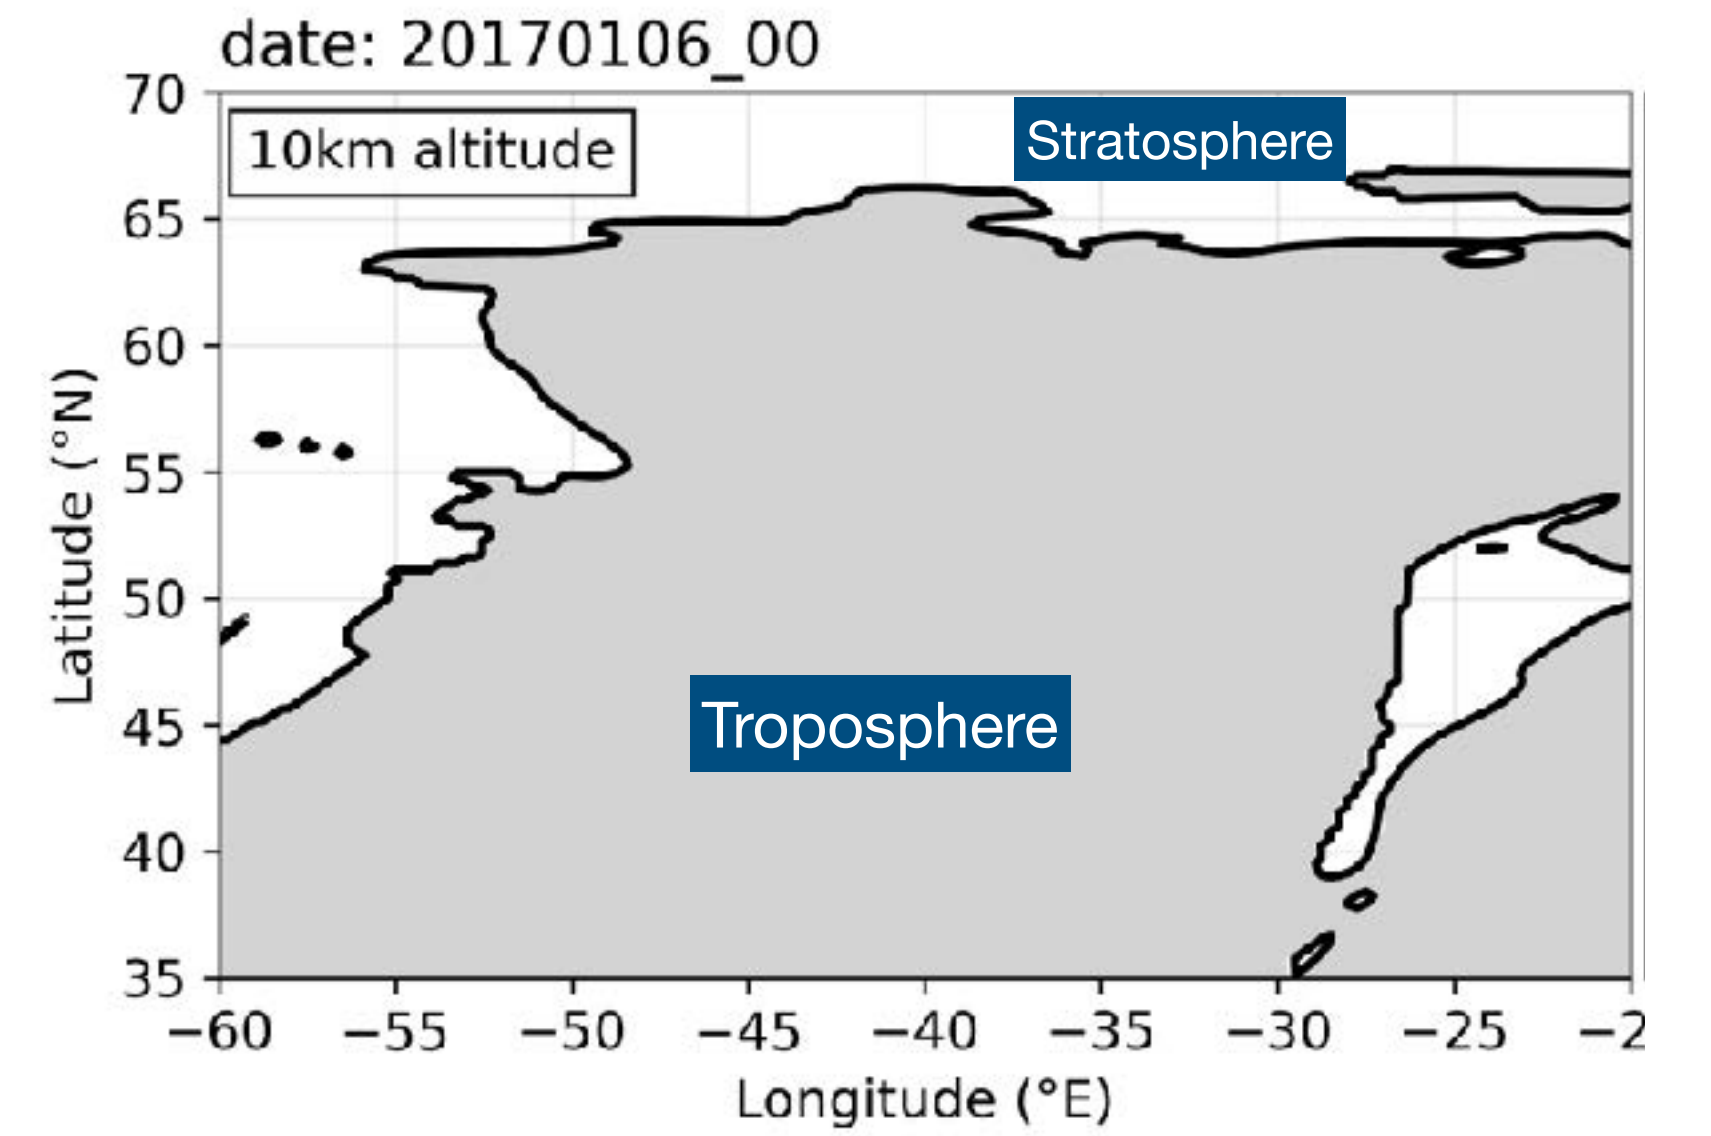 date: 20170106_00
10km altitude
Stratosphere
Troposphere
70
65
60
55
50
45
40
35
Latitude (°N)
−60 −55 −50 −45 −40 −35 −30 −25 −2
Longitude (°E)